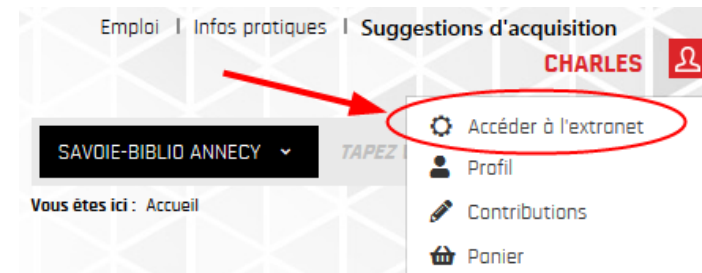 Emploi | Infos pratiques | Suggestions d'acquisition
CHARLES
Accéder à l'extranet
SAVOIE-BIBLIO ANNECY
TAPEZ
Profil
Vous êtes ici : Accueil
Contributions
Panier